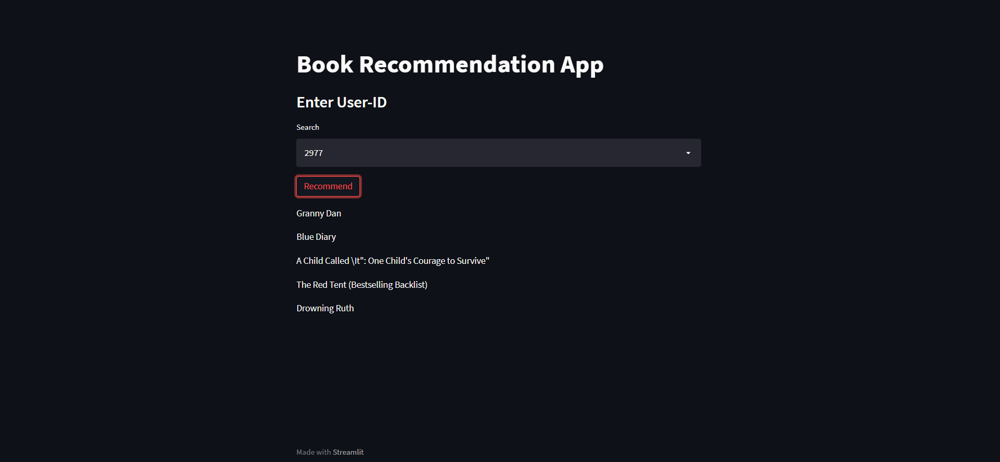 Book Recommendation App
Enter User-ID
Search
2977
Recommend
Granny Dan
Blue Diary
A Child Called \It": One Child's Courage to Survive"
The Red Tent (Bestselling Backlist)
Drowning Ruth
Made with Streamlit